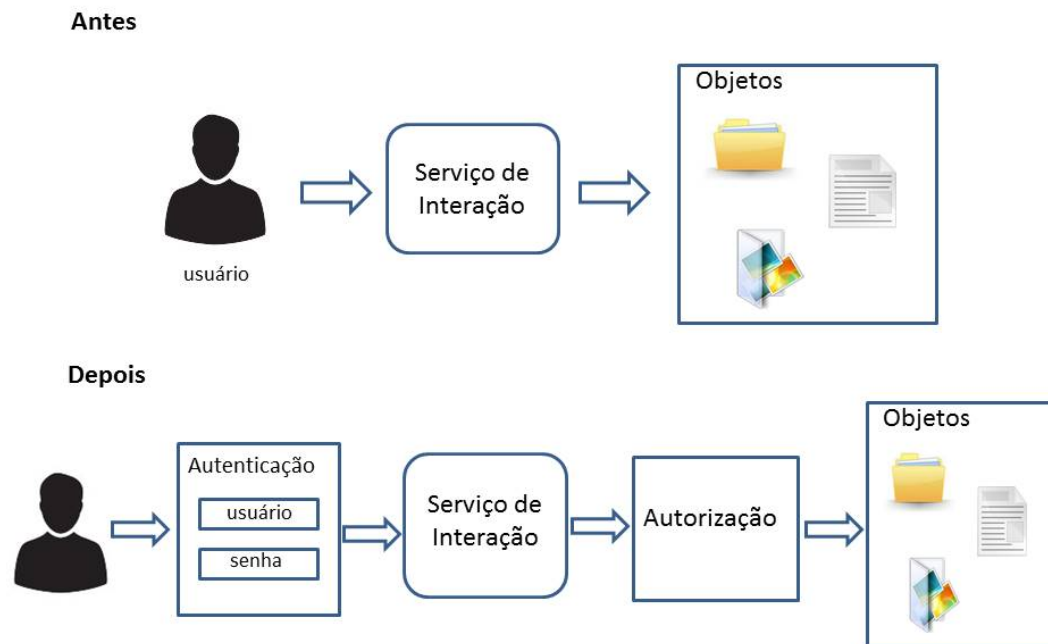 Antes
Objetos
Serviço de
Interação
usuário
Depois
Autenticação
usuário
senha
Serviço de
Interação
Autorização
Objetos